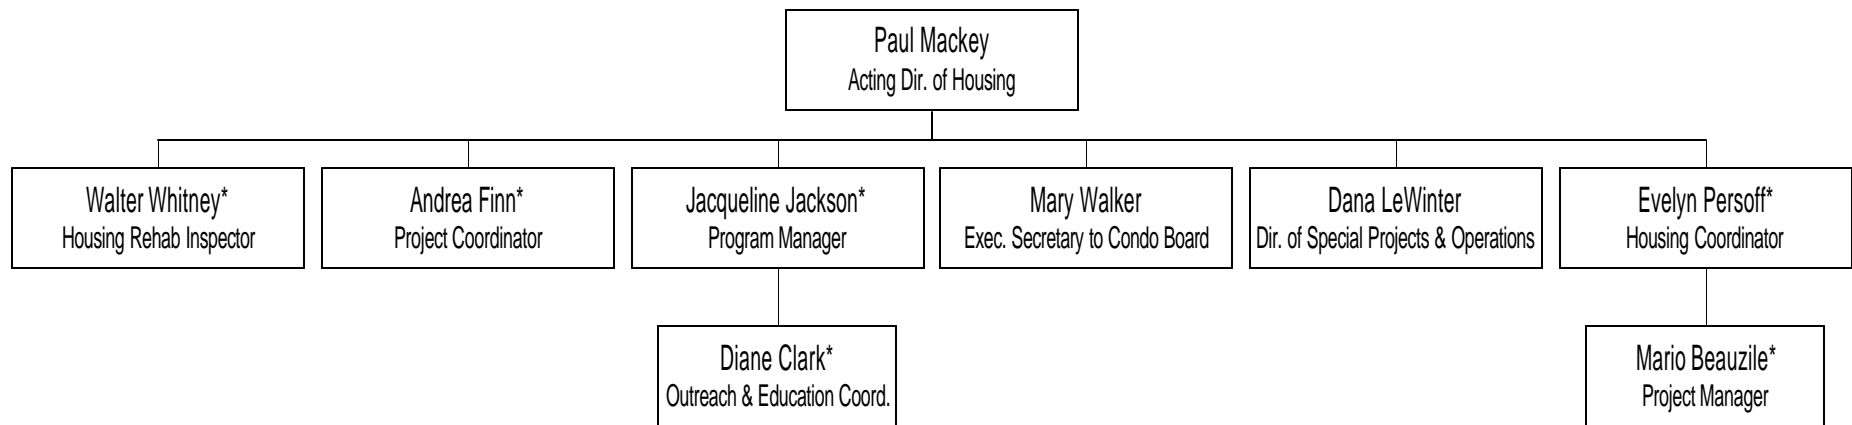 Paul Mackey
Acting Dir. of Housing
Walter Whitney*
Housing Rehab Inspector
Andrea Finn*
Project Coordinator
Jacqueline Jackson*
Program Manager
Mary Walker
Exec. Secretary to Condo Board
Dana LeWinter
Dir. of Special Projects & Operations
Evelyn Persoff*
Housing Coordinator
Diane Clark*
Outreach & Education Coord.
Mario Beauzile*
Project Manager